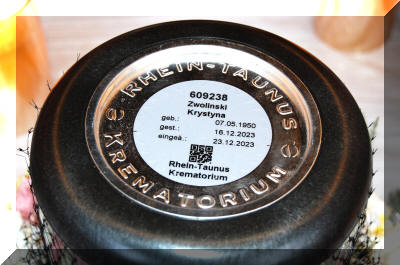 RHEIN-TAUNUS
KREMATORIUM
609238
Zwolinski
Krystyna
geb.: 07.05.1950
gest.: 16.12.2023
eingeä.: 23.12.2023
Rhein-Taunus
Krematorium